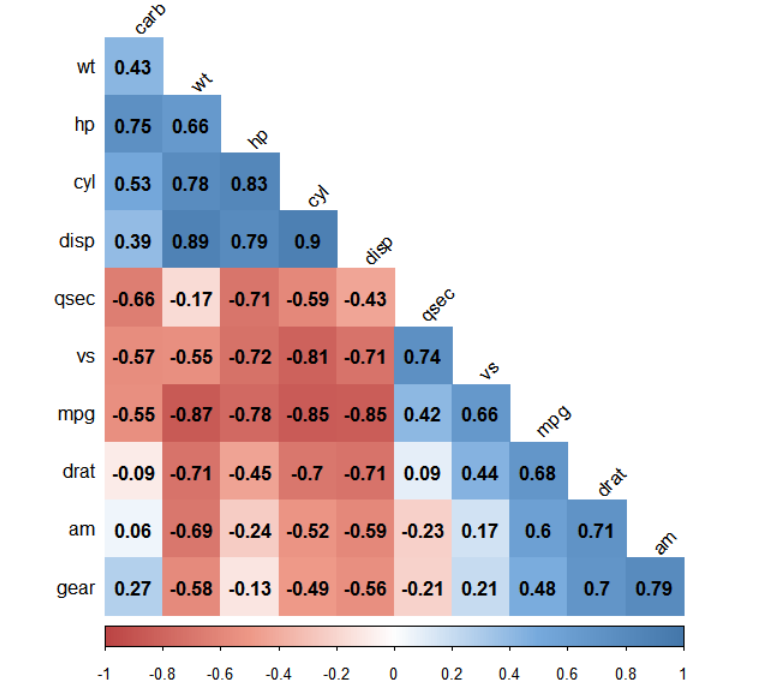 carb
wt 0.43 wt
hp 0.75 0.66 hp
cyl 0.53 0.78 0.83 cyl
disp 0.39 0.89 0.79 0.9 disp
qsec -0.66 -0.17 -0.71 -0.59 -0.43 qsec
vs -0.57 -0.55 -0.72 -0.81 -0.71 0.74 vs
mpg -0.55 -0.87 -0.78 -0.85 -0.85 0.42 0.66 mpg
drat -0.09 -0.71 -0.45 -0.7 -0.71 0.09 0.44 0.68 drat
am 0.06 -0.69 -0.24 -0.52 -0.59 -0.23 0.17 0.6 0.71 am
gear 0.27 -0.58 -0.13 -0.49 -0.56 -0.21 0.21 0.48 0.7 0.79
-1 -0.8 -0.6 -0.4 -0.2 0 0.2 0.4 0.6 0.8 1